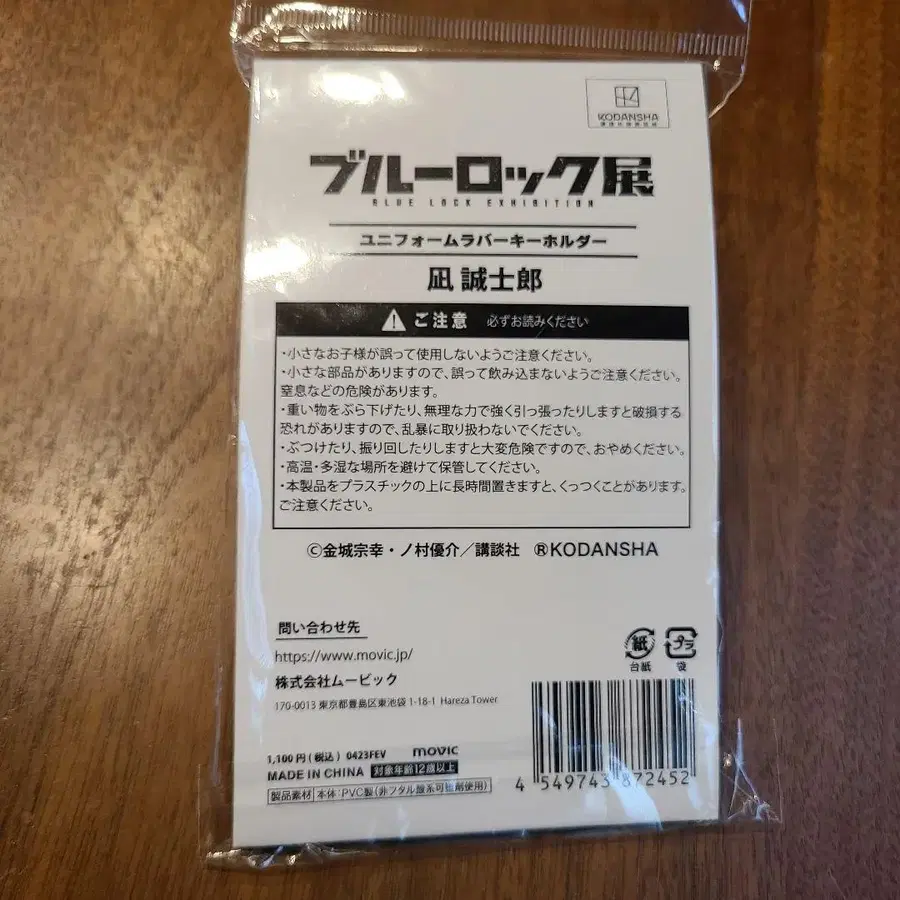 KODANSHA
ブルーロック展
BLUE LOCK EXHIBITION
ユニフォームラバーキーホルダー
凪 誠士郎
ご注意 必ずお読みください
・小さなお子様が誤って使用しないようご注意ください。
・小さな部品がありますので、誤って飲み込まないようご注意ください。
窒息などの危険があります。
・重い物をぶら下げたり、無理な力で強く引っ張ったりしますと破損する
恐れがありますので、乱暴に取り扱わないでください。
・ぶつけたり、振り回したりしますと大変危険ですので、おやめください。
・高温・多湿な場所を避けて保管してください。
・本製品をプラスチックの上に長時間置きますと、くっつくことがあります。
ご注意ください。
©金城宗幸・ノ村優介／講談社 ®KODANSHA
問い合わせ先
https://www.movic.jp/
株式会社ムービック
170-0013 東京都豊島区東池袋 1-18-1 Hareza Tower
紙 プラ
台紙 袋
1,100円(税込) 0423FEV movic
MADE IN CHINA 対象年齢12歳以上
製品素材 本体：PVC製(非フタル酸系可塑剤使用)
4 549743 872452